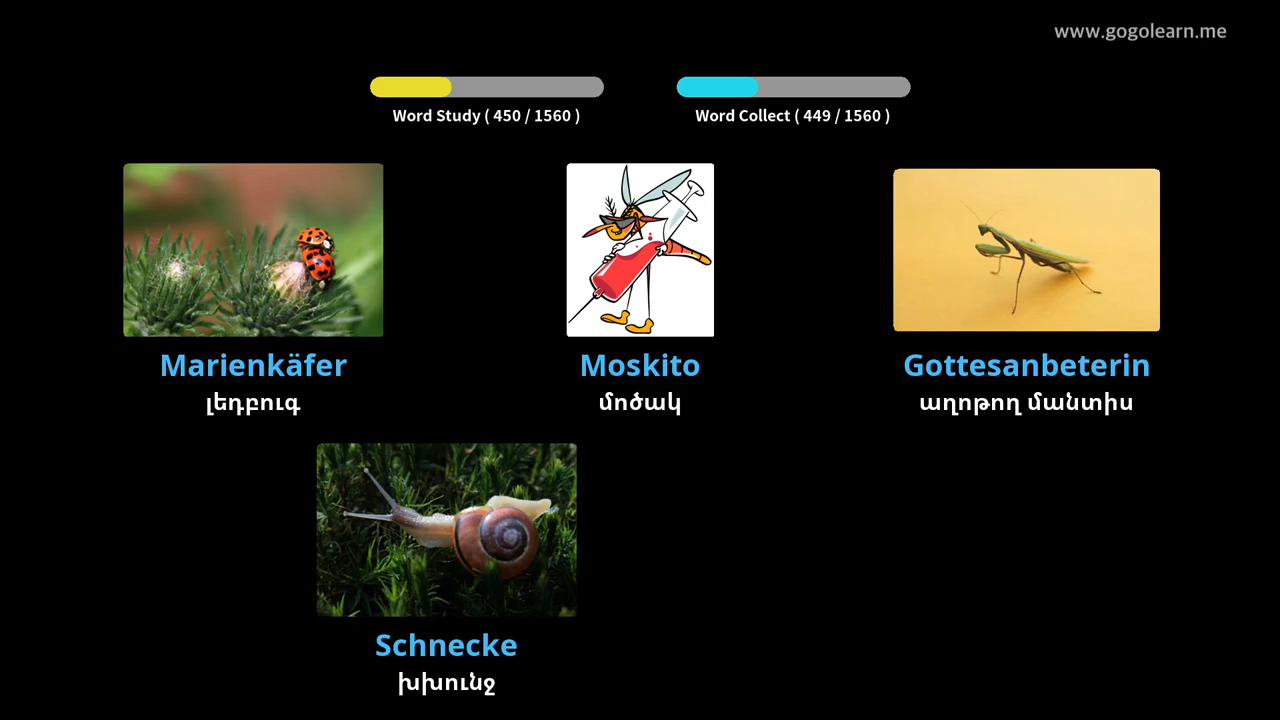 www.gogolearn.me
Word Study ( 450 / 1560 )
Word Collect ( 449 / 1560 )
Marienkäfer
լեդբուգ
Moskito
մոծակ
Gottesanbeterin
աղոթող մանտիս
Schnecke
խխունջ